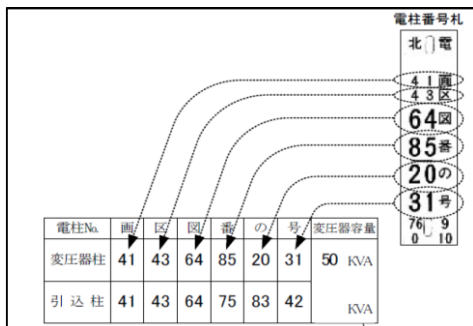 電柱番号札
北 電
41画
43区
64図
85番
20の
31号
76 9
0 10
電柱No. 画 区 図 番 の 号 変圧器容量
変圧器柱 41 43 64 85 20 31 50 KVA
引込柱 41 43 64 75 83 42 KVA